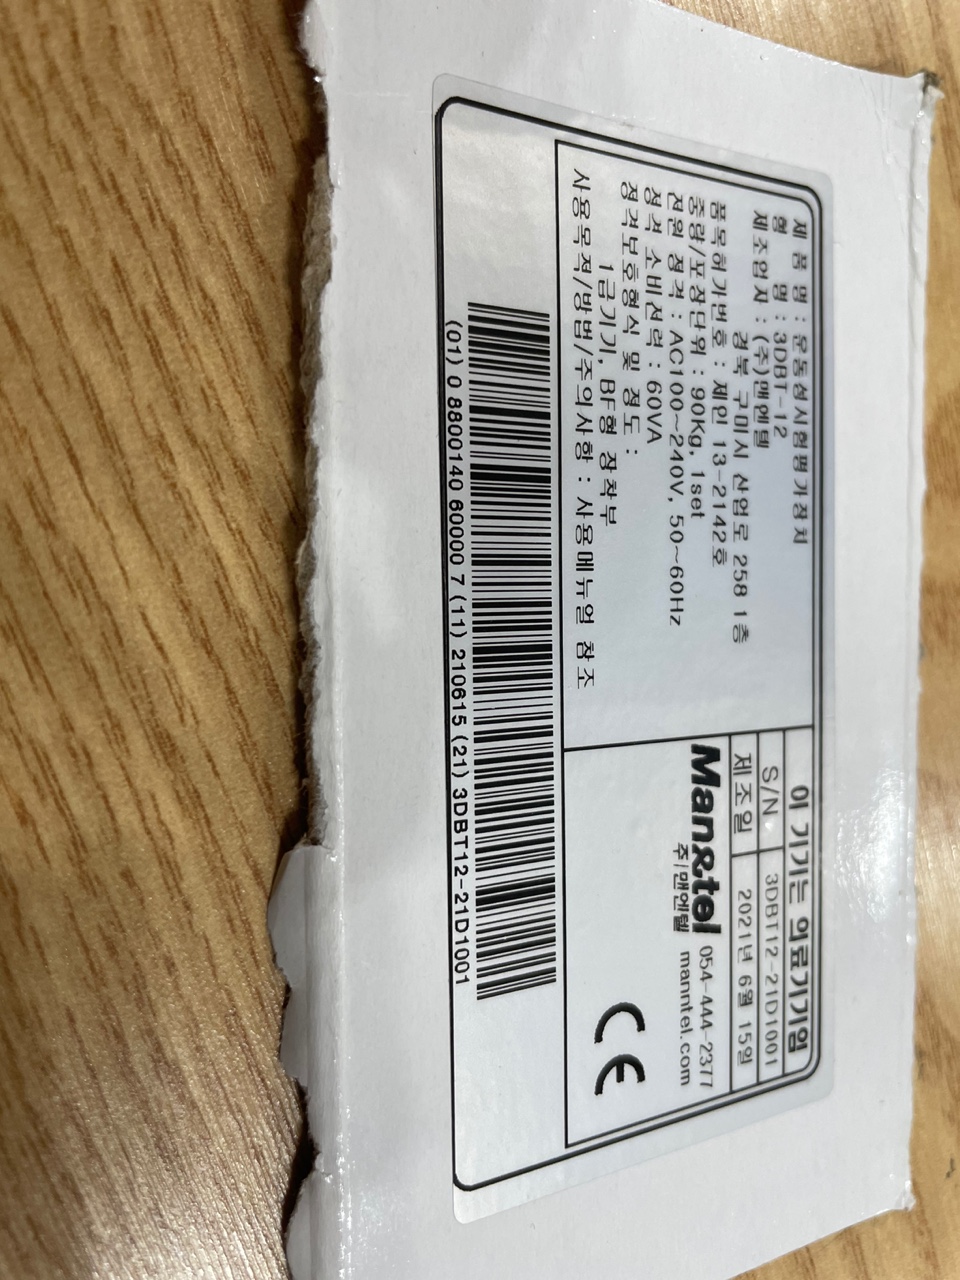 제 품 명 : 운동성시험평가장치
형 명 : 3DBT-12
제조업자 : (주)맨엔텔
경북 구미시 산업로 258 1층
품목허가번호 : 제인 13-2142호
중량/포장단위 : 90Kg, 1set
전원 정격 : AC100~240V, 50~60Hz
정격 소비전력 : 60VA
정격보호형식 및 정도 :
1급기기, BF형 장착부
사용목적/방법/주의사항 : 사용메뉴얼 참조
이 기기는 의료기기임
S/N 3DBT12-21D1001
제 조 일 2021년 6월 15일
Man&tel 054-444-2377
주|맨엔텔 manntel.com
CE
(01) 0 8800140 60000 7 (11) 210615 (21) 3DBT12-21D1001